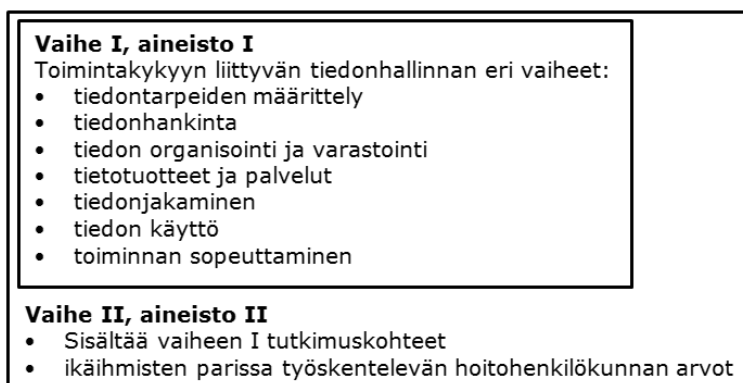 Vaihe I, aineisto I
Toimintakykyyn liittyvän tiedonhallinnan eri vaiheet:
• tiedontarpeiden määrittely
• tiedonhankinta
• tiedon organisointi ja varastointi
• tietotuotteet ja palvelut
• tiedonjakaminen
• tiedon käyttö
• toiminnan sopeuttaminen
Vaihe II, aineisto II
• Sisältää vaiheen I tutkimuskohteet
• ikäihmisten parissa työskentelevän hoitohenkilökunnan arvot